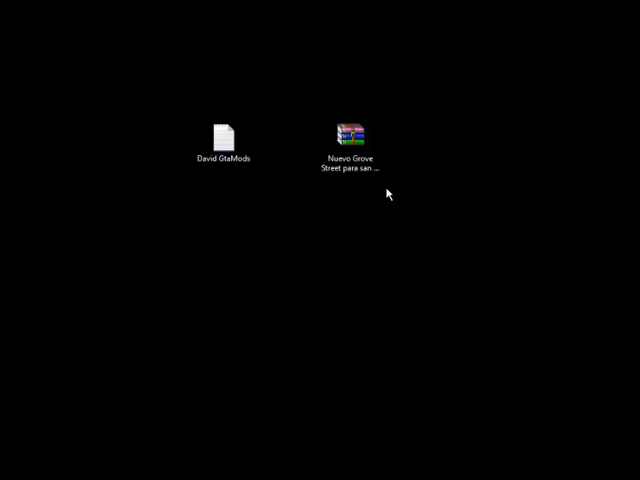 David GtaMods
Nuevo Grove
Street para san ...